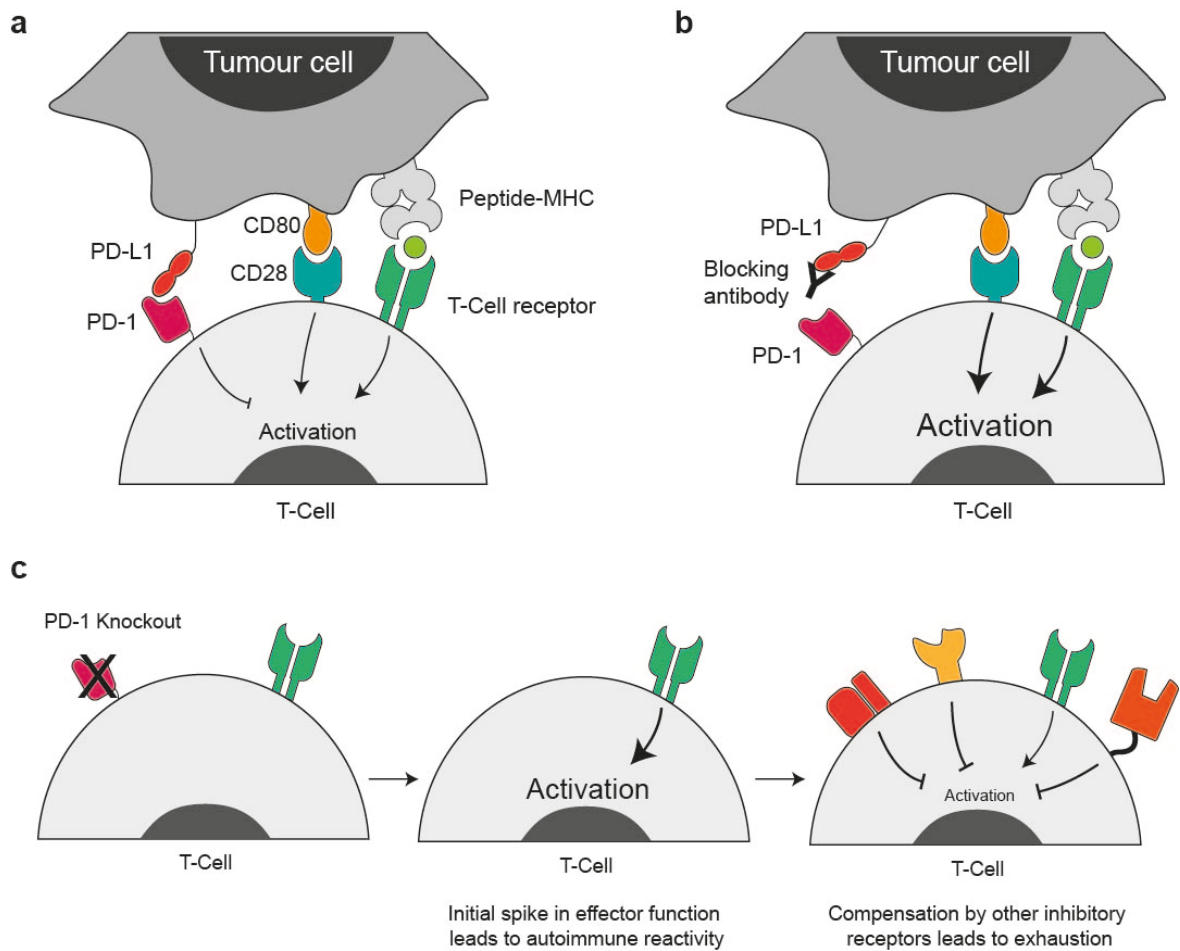 a
Tumour cell
Peptide-MHC
CD80
PD-L1
CD28
T-Cell receptor
PD-1
Activation
T-Cell
b
Tumour cell
PD-L1
Blocking
antibody
PD-1
Activation
T-Cell
c
PD-1 Knockout
T-Cell
Activation
T-Cell
Initial spike in effector function
leads to autoimmune reactivity
Activation
T-Cell
Compensation by other inhibitory
receptors leads to exhaustion